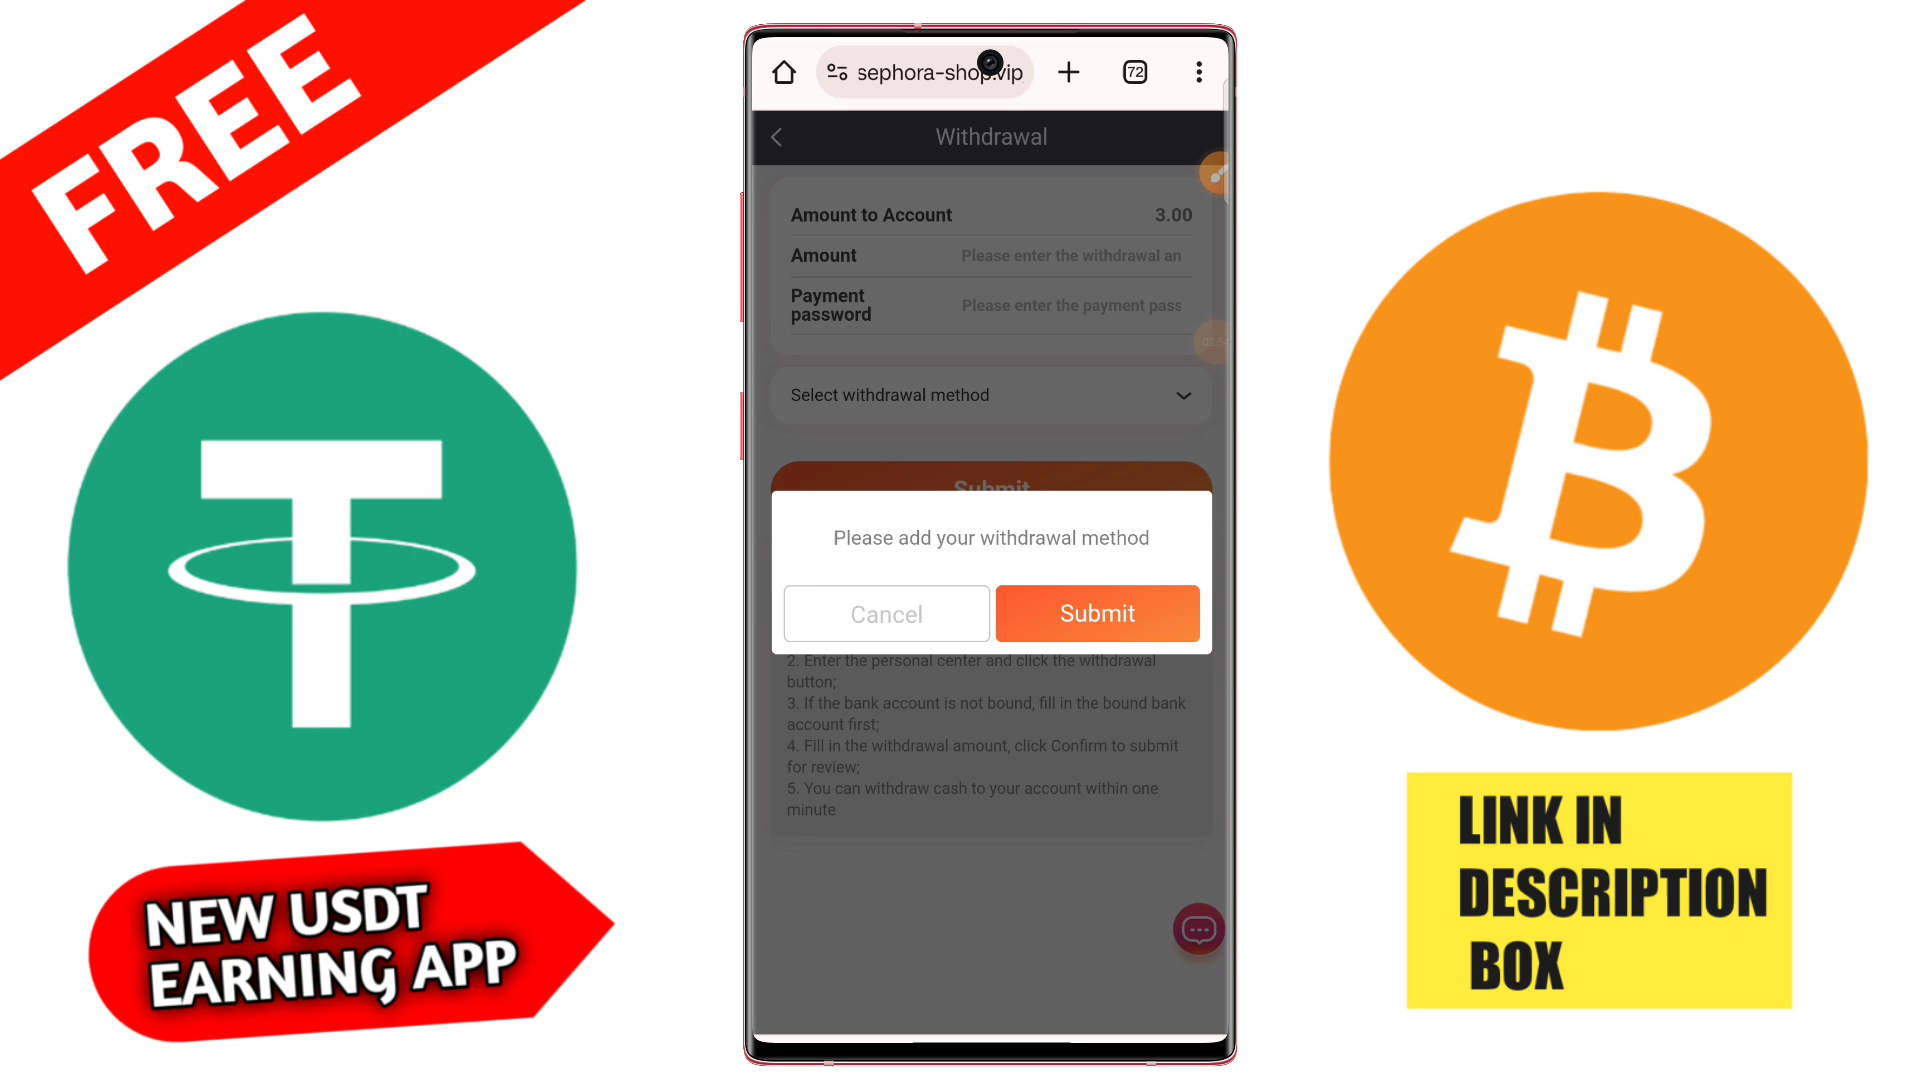 FREE
NEW USDT
EARNING APP
sephora-shop.vip
72
Withdrawal
Amount to Account 3.00
Amount Please enter the withdrawal an
Payment
password Please enter the payment pass
02:54
Select withdrawal method
Submit
Please add your withdrawal method
Cancel Submit
2. Enter the personal center and click the withdrawal
button;
3. If the bank account is not bound, fill in the bound bank
account first;
4. Fill in the withdrawal amount, click Confirm to submit
for review;
5. You can withdraw cash to your account within one
minute
LINK IN
DESCRIPTION
BOX